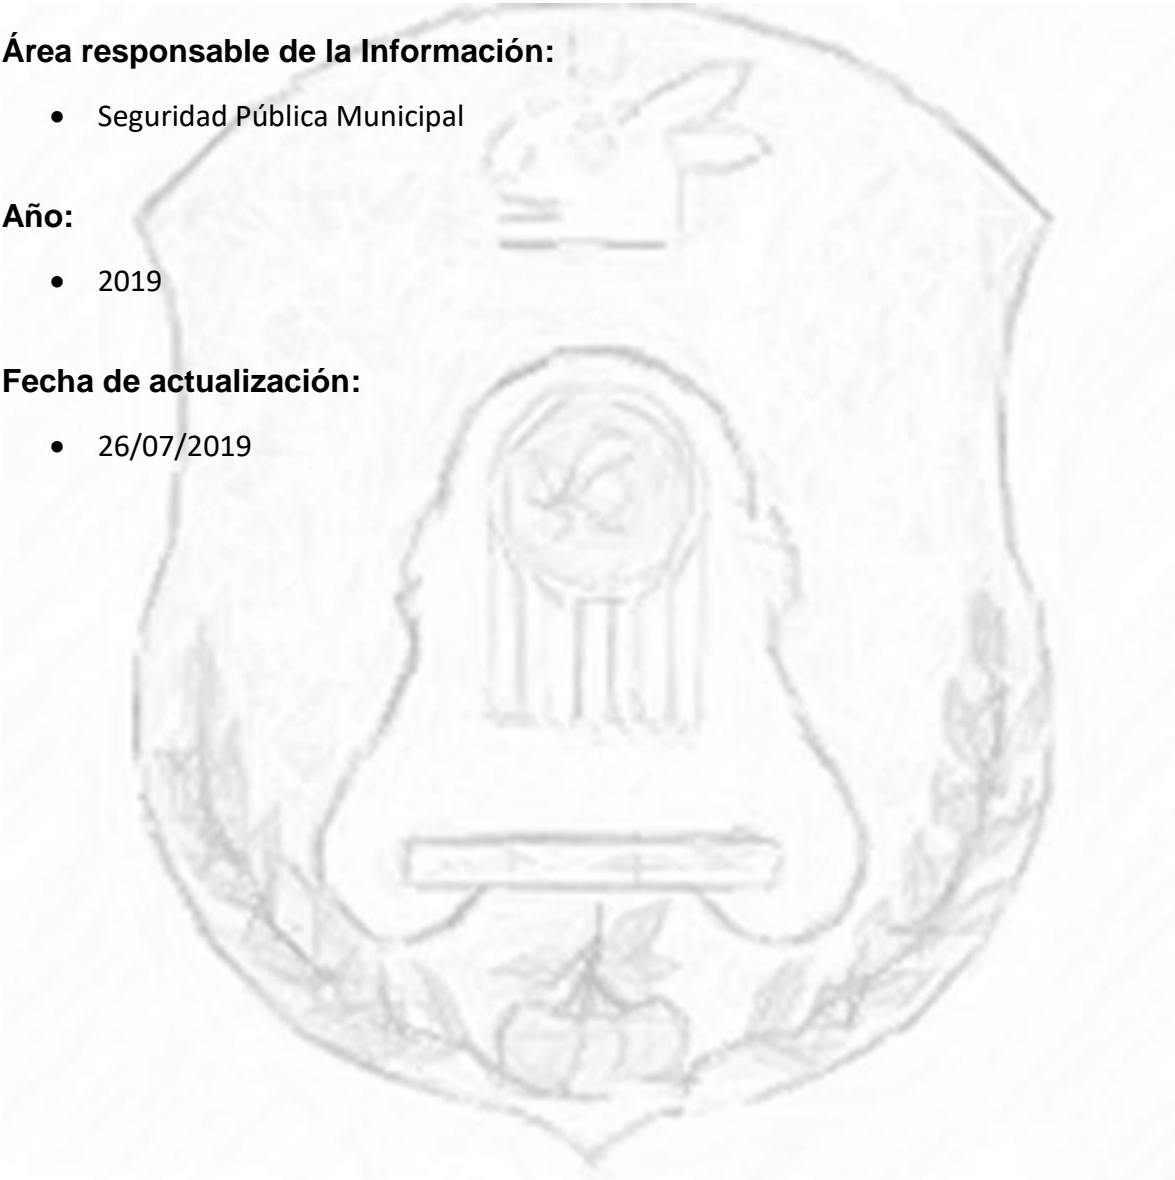 Área responsable de la Información:
• Seguridad Pública Municipal
Año:
• 2019
Fecha de actualización:
• 26/07/2019